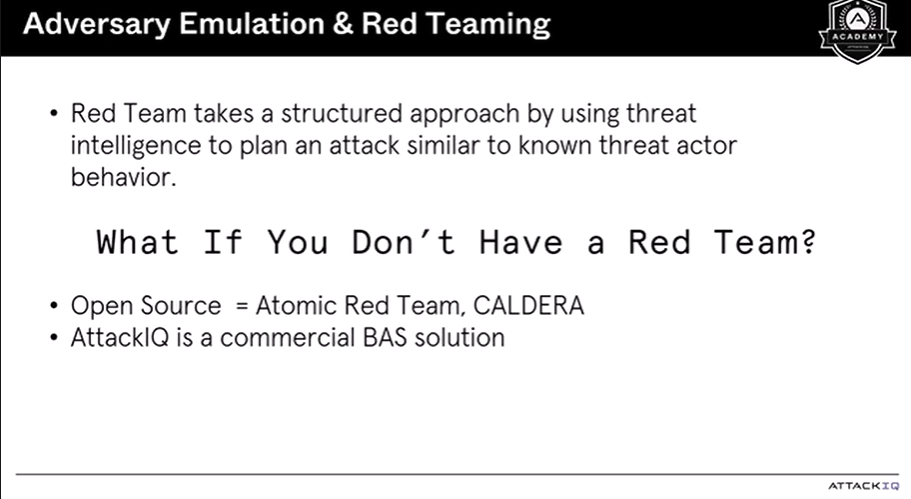 Adversary Emulation & Red Teaming
ACADEMY
• Red Team takes a structured approach by using threat
intelligence to plan an attack similar to known threat actor
behavior.
What If You Don't Have a Red Team?
• Open Source = Atomic Red Team, CALDERA
• AttackIQ is a commercial BAS solution
ATTACKIQ